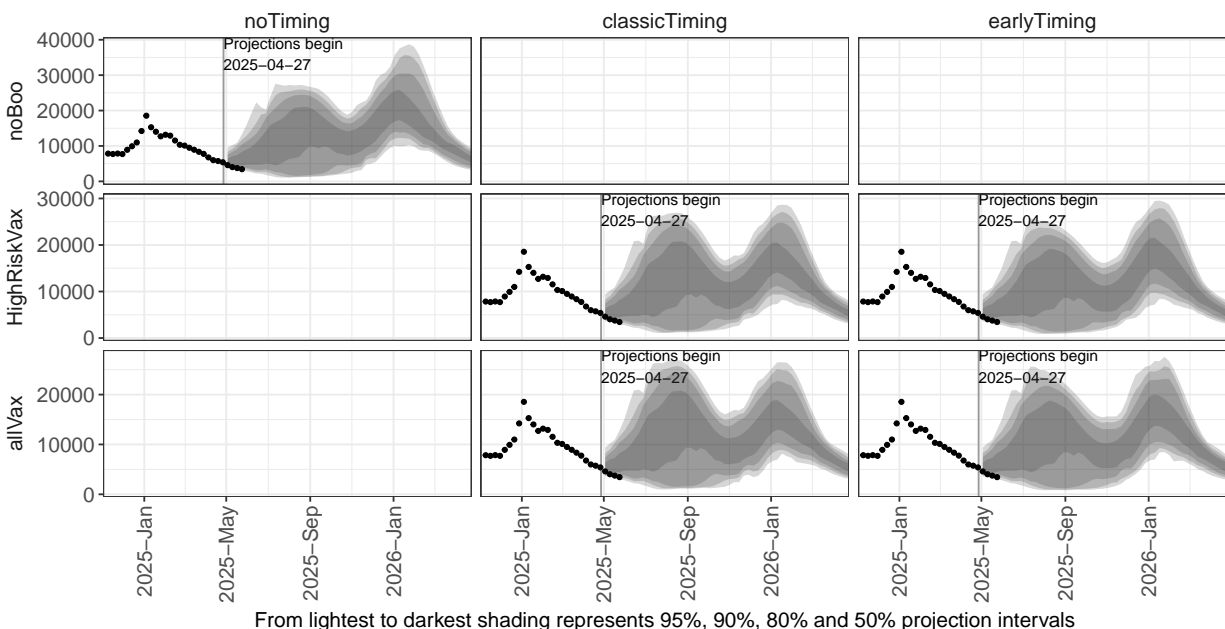 noTiming classicTiming earlyTiming
noBoo
40000
30000
20000
10000
0
Projections begin
2025−04−27
HighRiskVax
30000
20000
10000
0
Projections begin
2025−04−27
Projections begin
2025−04−27
allVax
20000
10000
0
Projections begin
2025−04−27
Projections begin
2025−04−27
2025−Jan 2025−May 2025−Sep 2026−Jan 2025−Jan 2025−May 2025−Sep 2026−Jan 2025−Jan 2025−May 2025−Sep 2026−Jan
From lightest to darkest shading represents 95%, 90%, 80% and 50% projection intervals